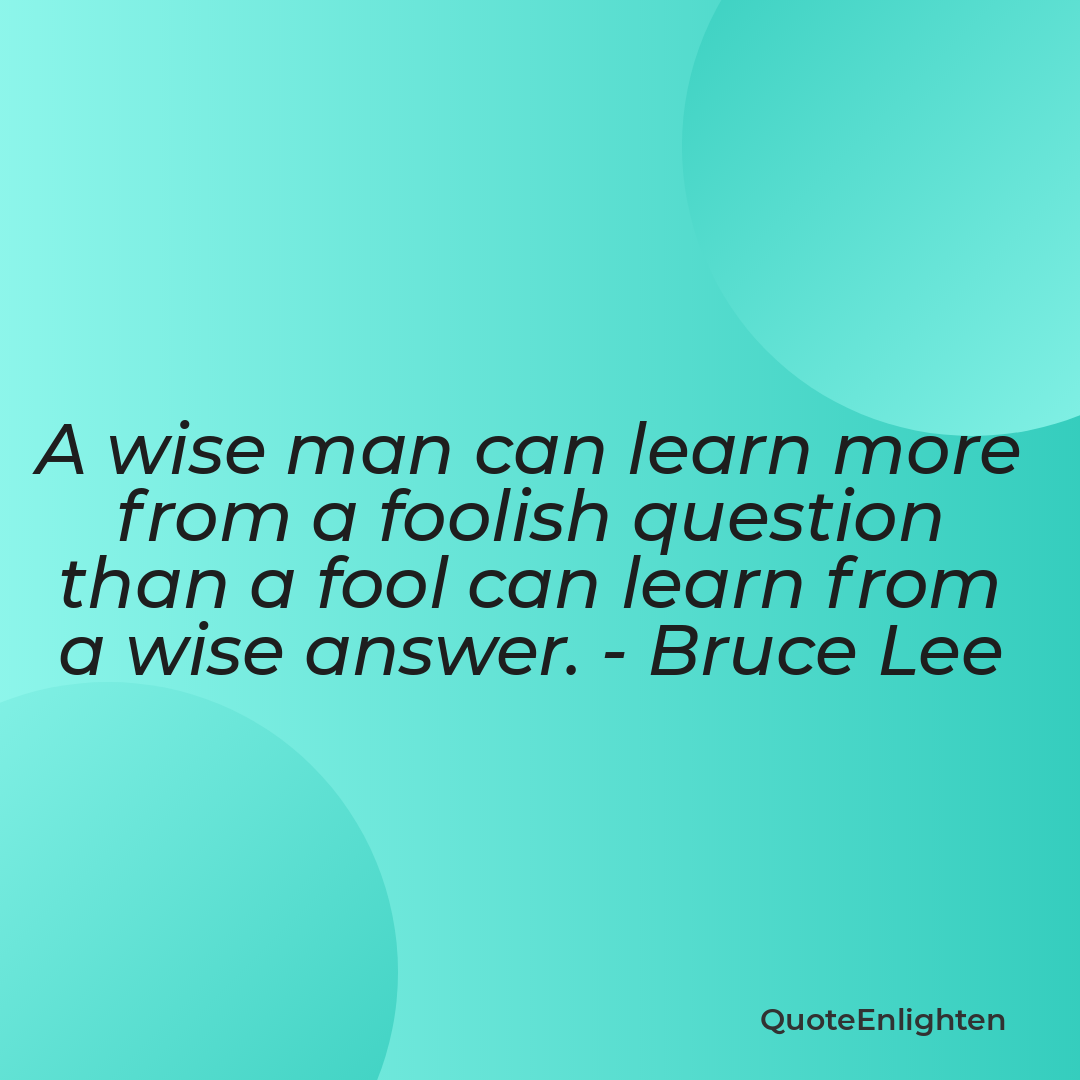 A wise man can learn more
from a foolish question
than a fool can learn from
a wise answer. - Bruce Lee
QuoteEnlighten